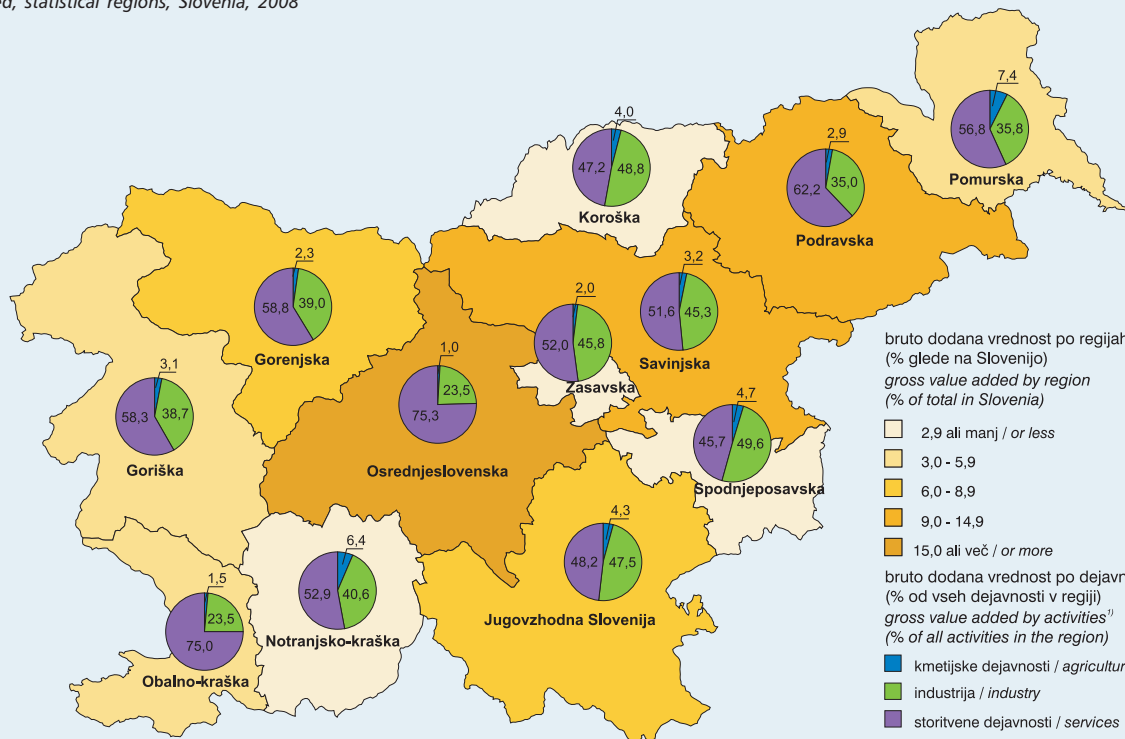 ed, statistical regions, Slovenia, 2008
7,4
56,8
35,8
Pomurska
4,0
47,2
48,8
Koroška
2,9
62,2
35,0
Podravska
2,3
58,8
39,0
Gorenjska
3,2
51,6
45,3
Savinjska
2,0
52,0
45,8
Zasavska
1,0
23,5
75,3
Osrednjeslovenska
3,1
58,3
38,7
Goriška
4,7
45,7
49,6
Spodnjeposavska
4,3
48,2
47,5
Jugovzhodna Slovenija
6,4
52,9
40,6
Notranjsko-kraška
1,5
23,5
75,0
Obalno-kraška
bruto dodana vrednost po regijah
(% glede na Slovenijo)
gross value added by region
(% of total in Slovenia)
2,9 ali manj / or less
3,0 - 5,9
6,0 - 8,9
9,0 - 14,9
15,0 ali več / or more
bruto dodana vrednost po dejavn
(% od vseh dejavnosti v regiji)
gross value added by activities¹⁾
(% of all activities in the region)
kmetijske dejavnosti / agricultur
industrija / industry
storitvene dejavnosti / services